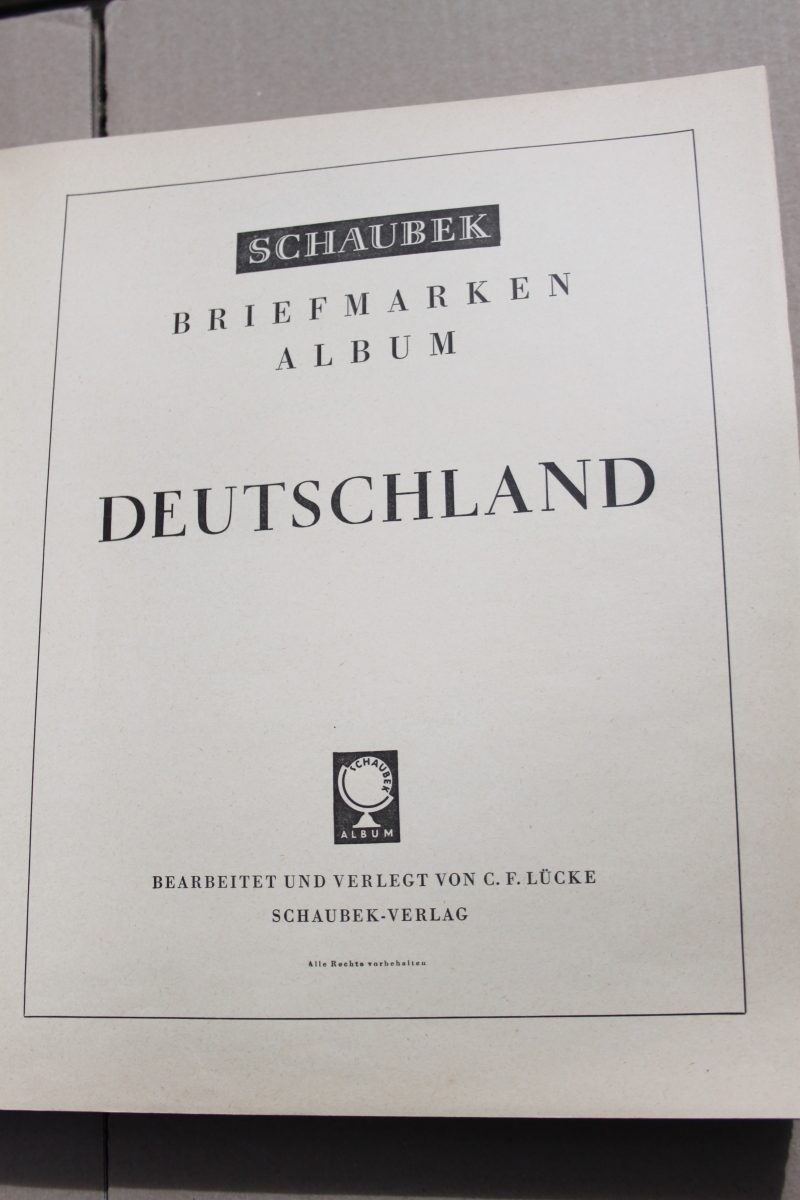 SCHAUBEK
BRIEFMARKEN
ALBUM
DEUTSCHLAND
SCHAUBEK
ALBUM
BEARBEITET UND VERLEGT VON C. F. LÜCKE
SCHAUBEK-VERLAG
Alle Rechte vorbehalten